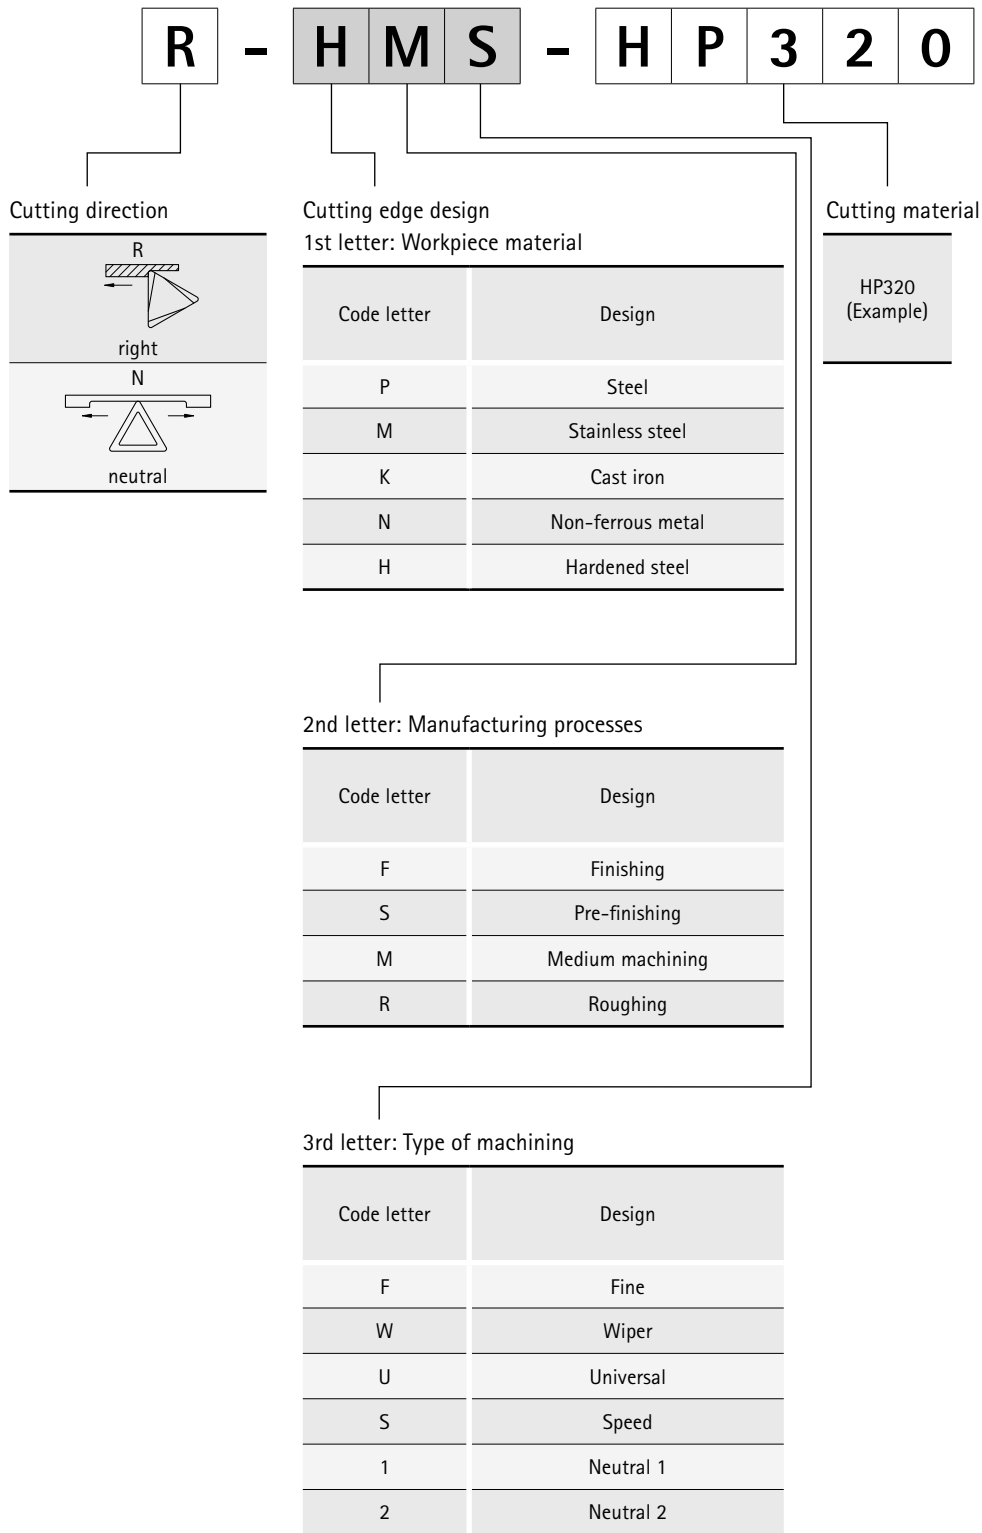 R - HMS - HP320
Cutting direction
R
right
N
neutral
Cutting edge design
1st letter: Workpiece material
Code letter Design
P Steel
M Stainless steel
K Cast iron
N Non-ferrous metal
H Hardened steel
Cutting material
HP320
(Example)
2nd letter: Manufacturing processes
Code letter Design
F Finishing
S Pre-finishing
M Medium machining
R Roughing
3rd letter: Type of machining
Code letter Design
F Fine
W Wiper
U Universal
S Speed
1 Neutral 1
2 Neutral 2